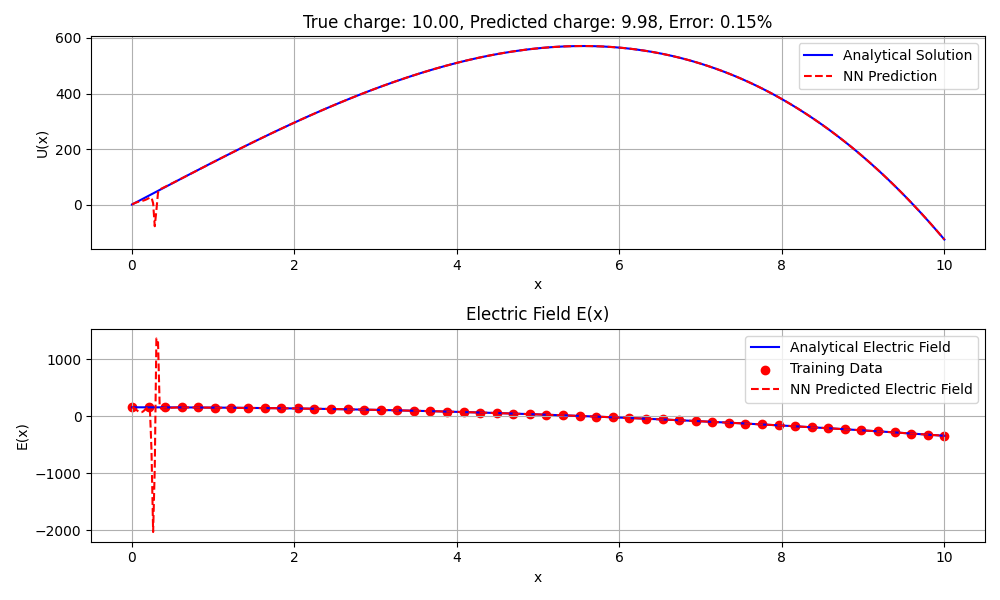 True charge: 10.00, Predicted charge: 9.98, Error: 0.15%
600
400
200
0
U(x)
Analytical Solution
NN Prediction
0 2 4 6 8 10
x
Electric Field E(x)
1000
0
−1000
−2000
E(x)
Analytical Electric Field
Training Data
NN Predicted Electric Field
0 2 4 6 8 10
x